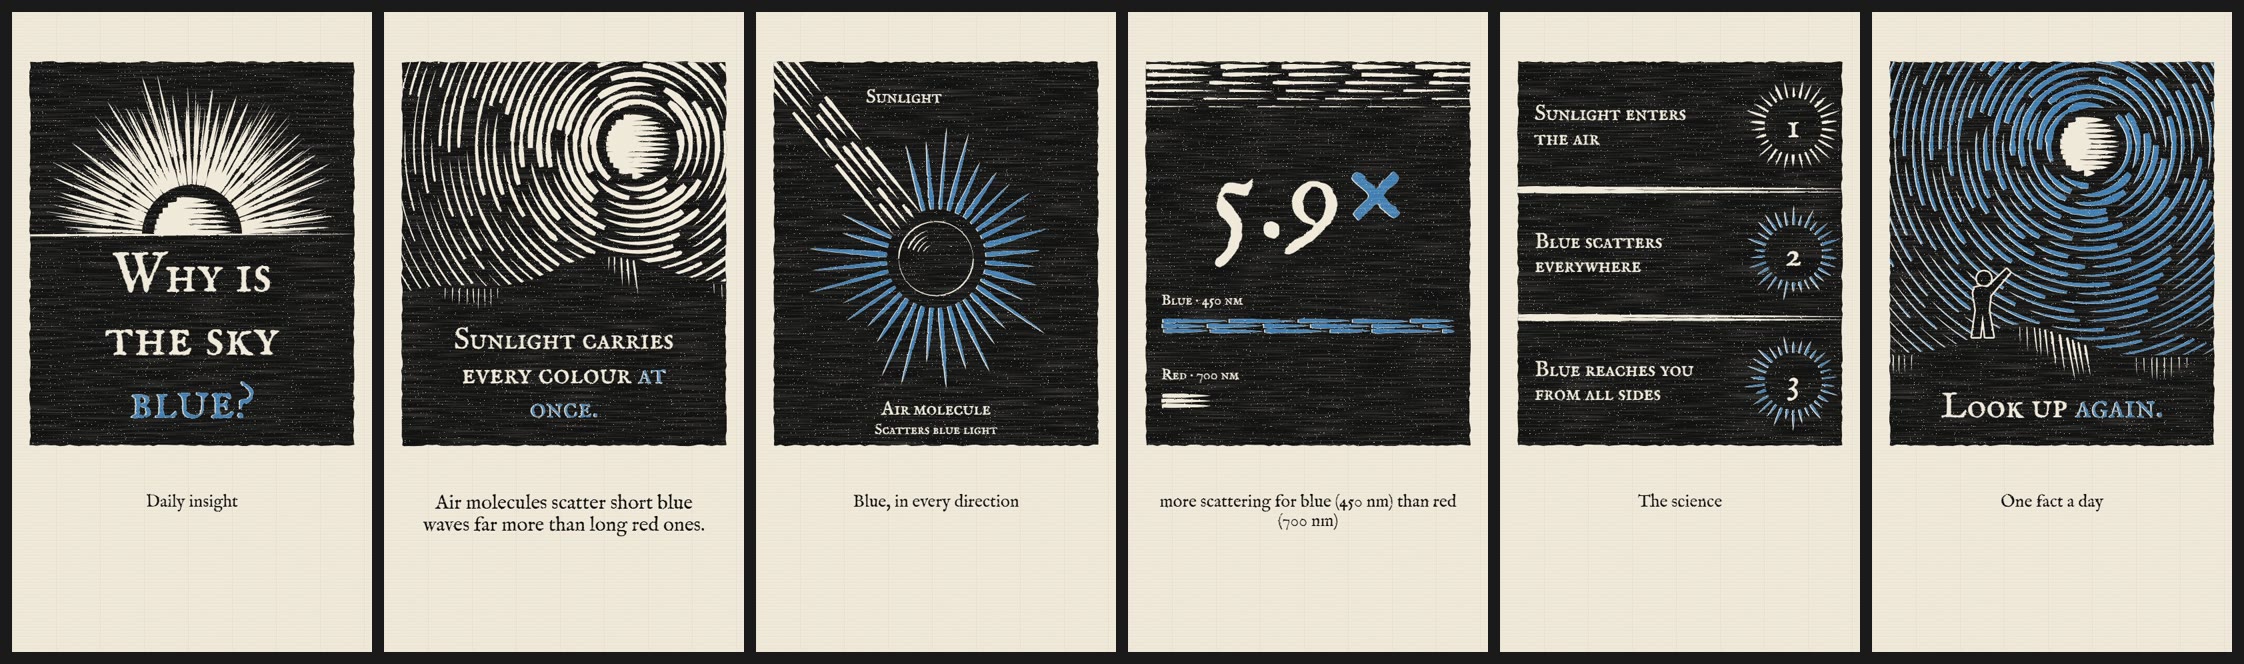 Why is
the sky
blue?
Daily insight
Sunlight carries
every colour at
once.
Air molecules scatter short blue
waves far more than long red ones.
Sunlight
Air molecule
Scatters blue light
Blue, in every direction
5.9×
Blue · 450 nm
Red · 700 nm
more scattering for blue (450 nm) than red
(700 nm)
Sunlight enters
the air
1
Blue scatters
everywhere
2
Blue reaches you
from all sides
3
The science
Look up again.
One fact a day